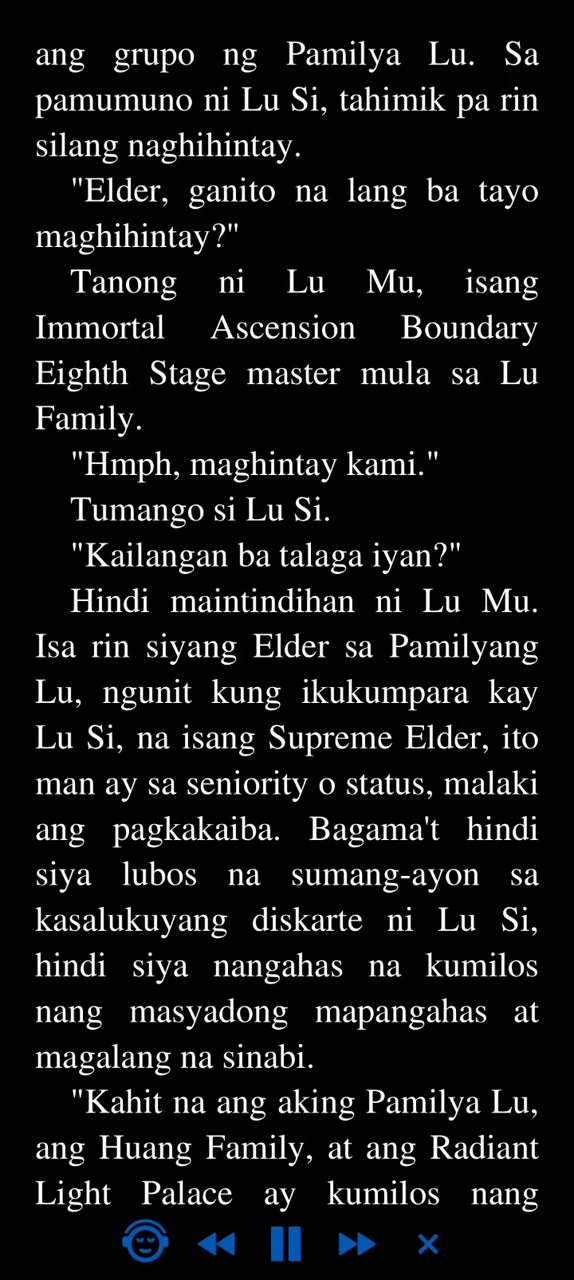 ang grupo ng Pamilya Lu. Sa
pamumuno ni Lu Si, tahimik pa rin
silang naghihintay.
"Elder, ganito na lang ba tayo
maghihintay?"
Tanong ni Lu Mu, isang
Immortal Ascension Boundary
Eighth Stage master mula sa Lu
Family.
"Hmph, maghintay kami."
Tumango si Lu Si.
"Kailangan ba talaga iyan?"
Hindi maintindihan ni Lu Mu.
Isa rin siyang Elder sa Pamilyang
Lu, ngunit kung ikukumpara kay
Lu Si, na isang Supreme Elder, ito
man ay sa seniority o status, malaki
ang pagkakaiba. Bagama't hindi
siya lubos na sumang-ayon sa
kasalukuyang diskarte ni Lu Si,
hindi siya nangahas na kumilos
nang masyadong mapangahas at
magalang na sinabi.
"Kahit na ang aking Pamilya Lu,
ang Huang Family, at ang Radiant
Light Palace ay kumilos nang